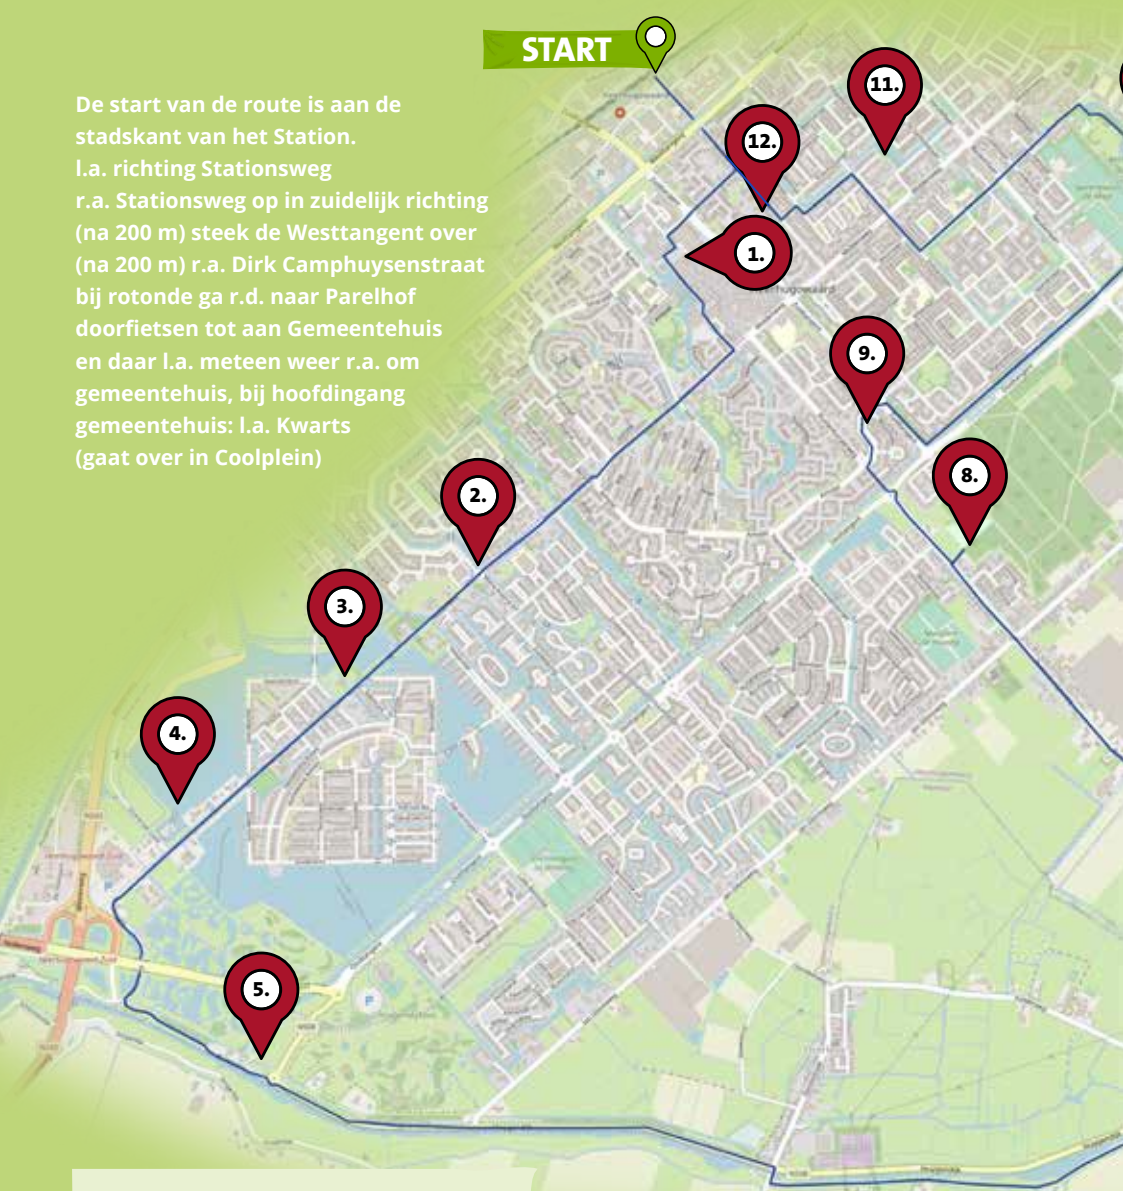 START
De start van de route is aan de
stadskant van het Station.
l.a. richting Stationsweg
r.a. Stationsweg op in zuidelijk richting
(na 200 m) steek de Westtangent over
(na 200 m) r.a. Dirk Camphuysenstraat
bij rotonde ga r.d. naar Parelhof
doorfietsen tot aan Gemeentehuis
en daar l.a. meteen weer r.a. om
gemeentehuis, bij hoofdingang
gemeentehuis: l.a. Kwarts
(gaat over in Coolplein)
11.
12.
1.
9.
8.
2.
3.
4.
5.
P